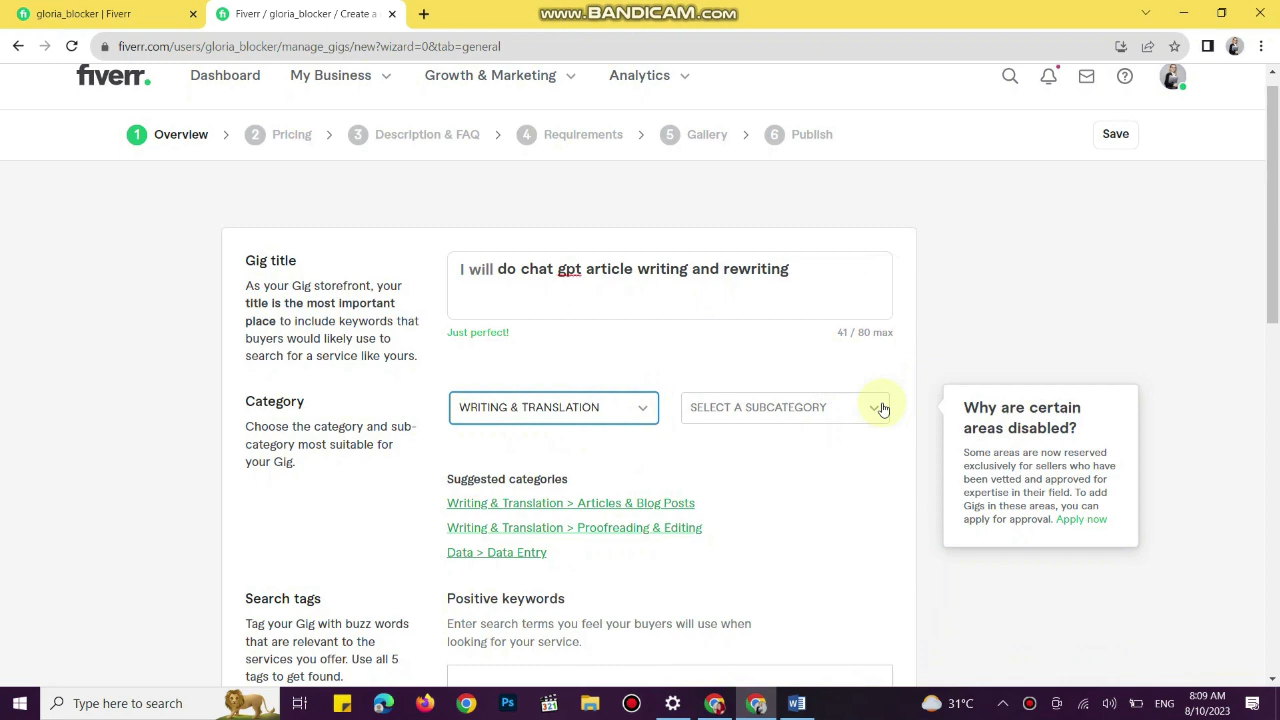 gloria_blocker | Fiverr
Fiverr / gloria_blocker / Create a
www.BANDICAM.com
fiverr.com/users/gloria_blocker/manage_gigs/new?wizard=0&tab=general
fiverr.
Dashboard
My Business
Growth & Marketing
Analytics
1 Overview
2 Pricing
3 Description & FAQ
4 Requirements
5 Gallery
6 Publish
Save
Gig title
As your Gig storefront, your
title is the most important
place to include keywords that
buyers would likely use to
search for a service like yours.
I will do chat gpt article writing and rewriting
Just perfect!
41 / 80 max
Category
Choose the category and sub-
category most suitable for
your Gig.
WRITING & TRANSLATION
SELECT A SUBCATEGORY
Suggested categories
Writing & Translation > Articles & Blog Posts
Writing & Translation > Proofreading & Editing
Data > Data Entry
Why are certain
areas disabled?
Some areas are now reserved
exclusively for sellers who have
been vetted and approved for
expertise in their field. To add
Gigs in these areas, you can
apply for approval. Apply now
Search tags
Tag your Gig with buzz words
that are relevant to the
services you offer. Use all 5
tags to get found.
Positive keywords
Enter search terms you feel your buyers will use when
looking for your service.
Type here to search
Ps
321
31°C
ENG
8:09 AM
8/10/2023